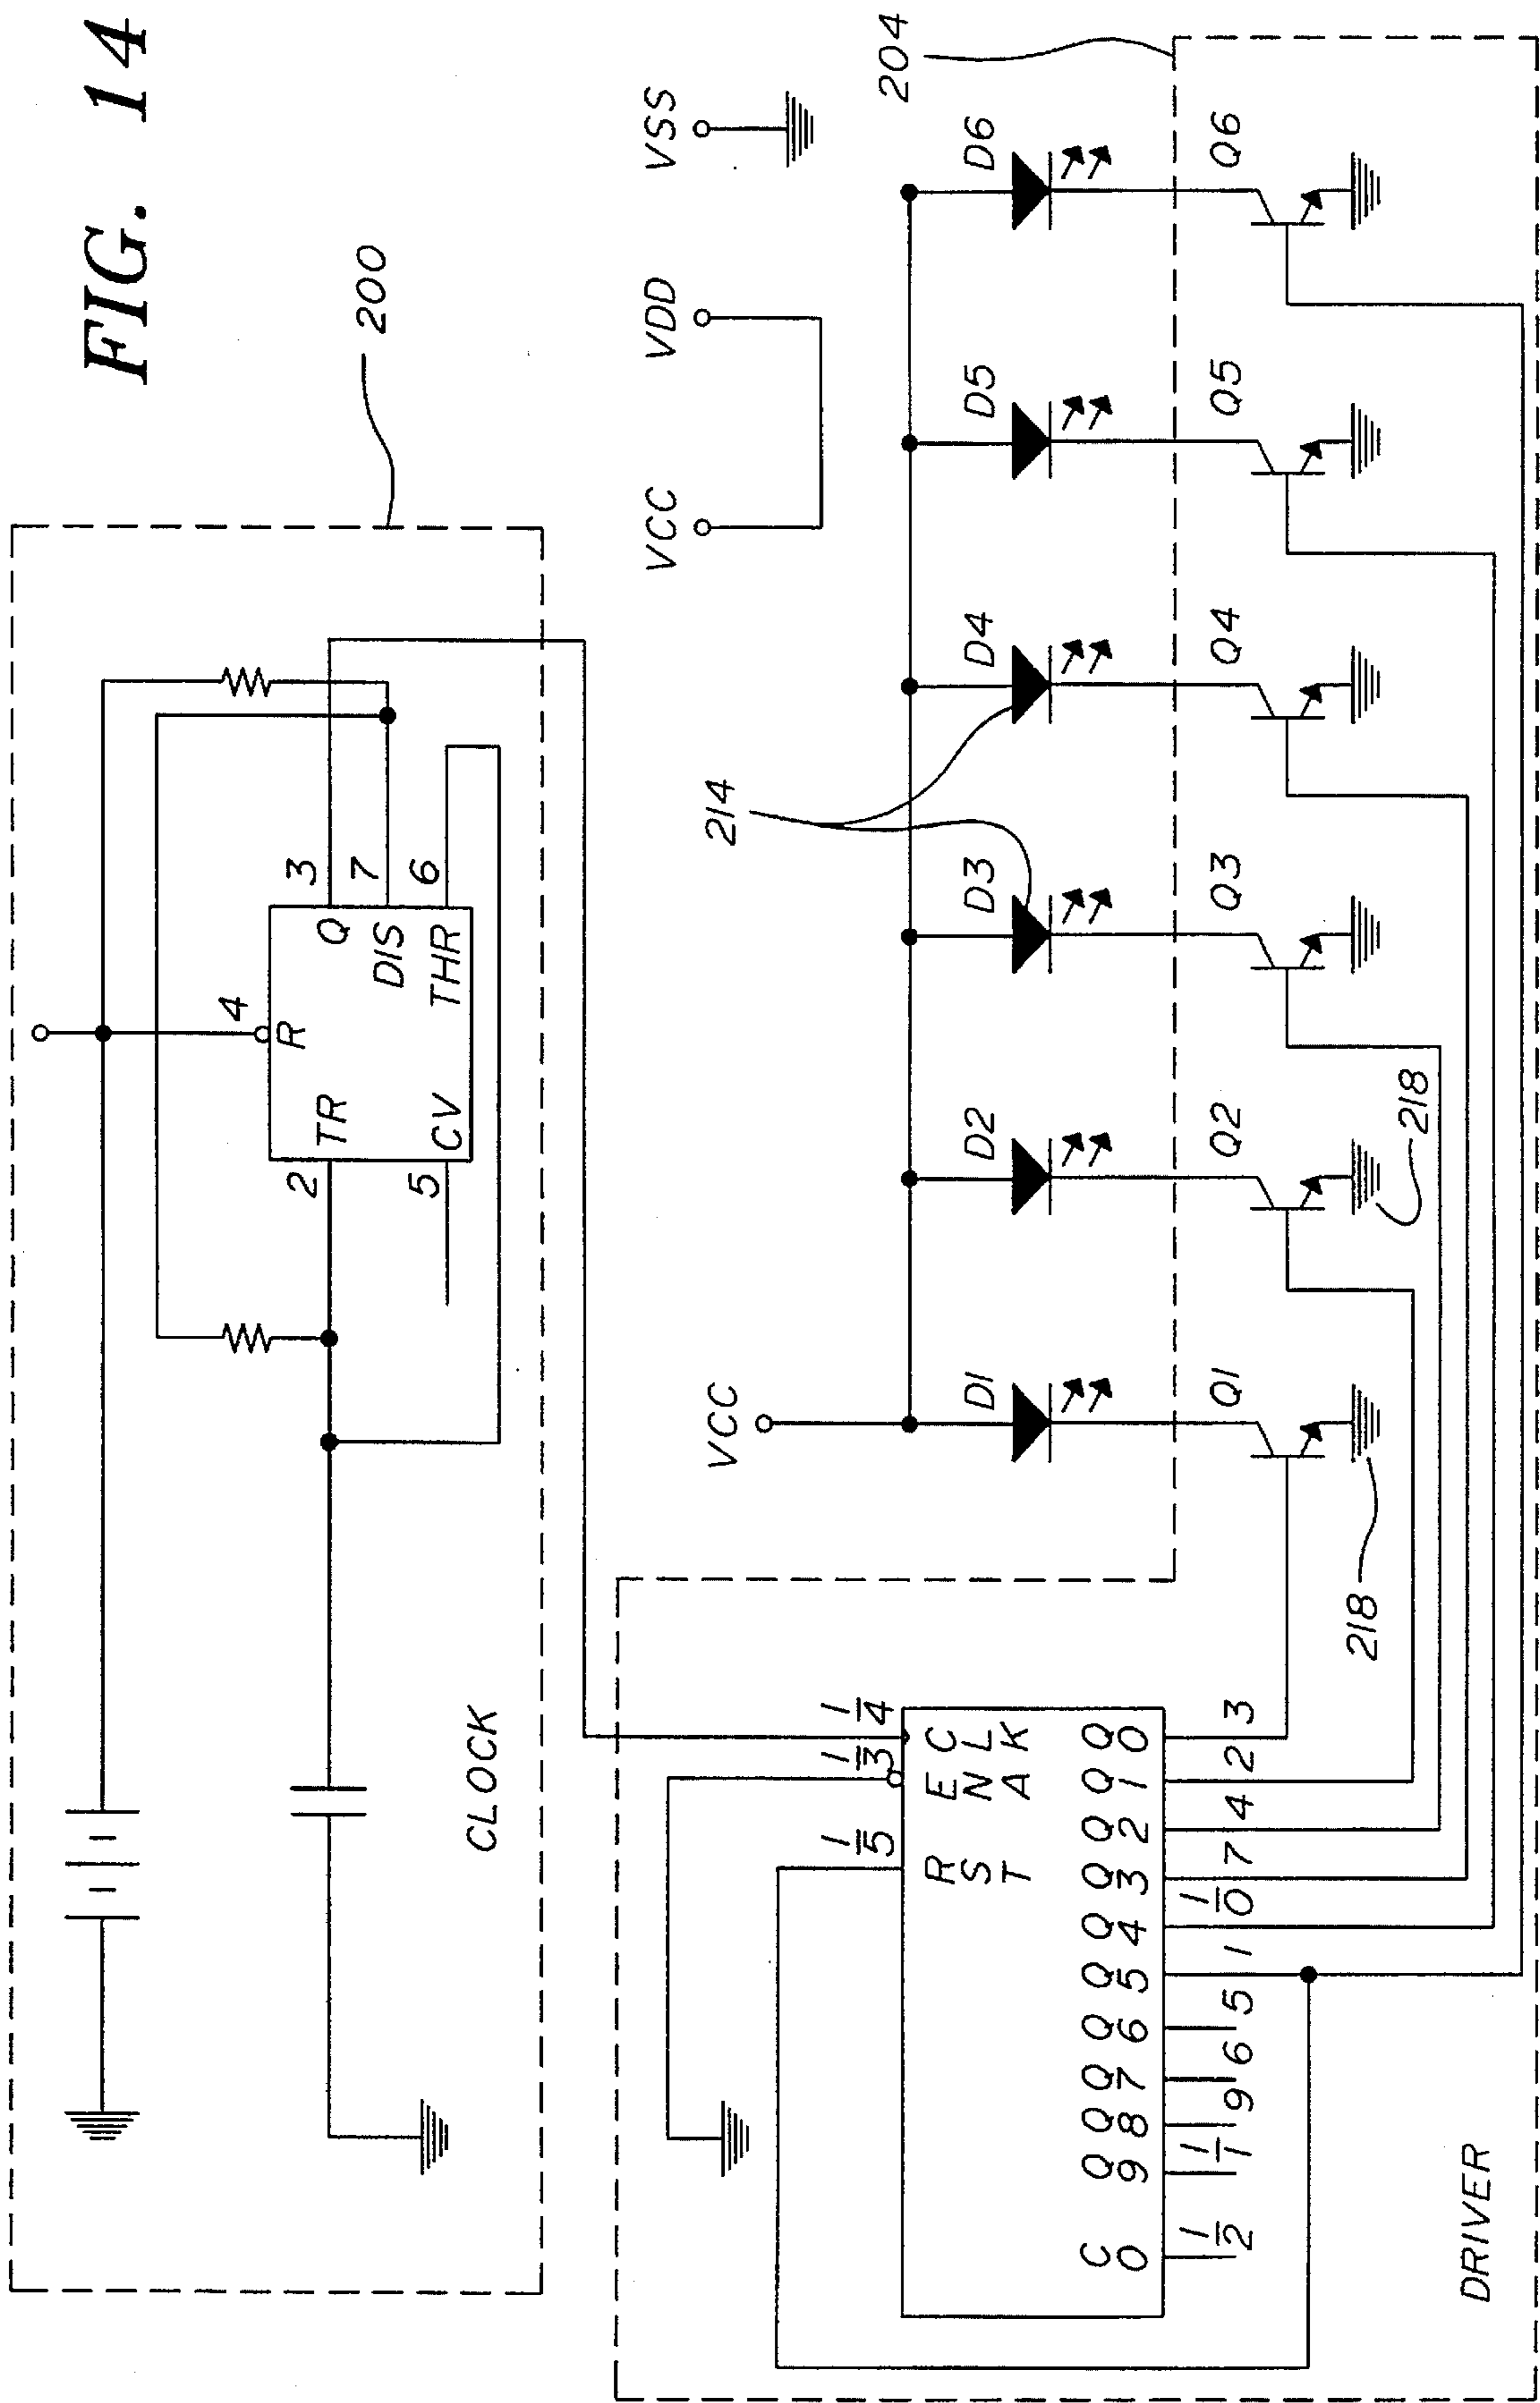 FIG. 14
200
4
R
2 TR Q 3
DIS 7
5 CV THR 6
CLOCK
VCC VDD VSS
204
214
VCC
D1 D2 D3 D4 D5 D6
Q1 Q2 Q3 Q4 Q5 Q6
218
218
15 13 14
RST ENA CLK
CO Q9 Q8 Q7 Q6 Q5 Q4 Q3 Q2 Q1 Q0
12 11 9 6 5 1 10 7 4 2 3
DRIVER